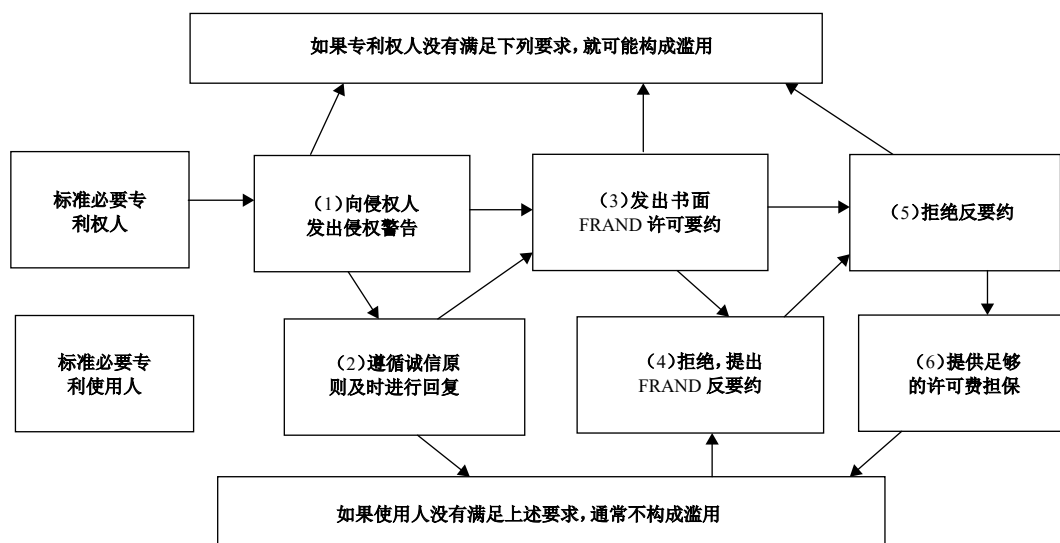 如果专利权人没有满足下列要求,就可能构成滥用
标准必要专
利权人
(1)向侵权人
发出侵权警告
(3)发出书面
FRAND 许可要约
(5)拒绝反要约
标准必要专
利使用人
(2)遵循诚信原
则及时进行回复
(4)拒绝,提出
FRAND 反要约
(6)提供足够
的许可费担保
如果使用人没有满足上述要求,通常不构成滥用